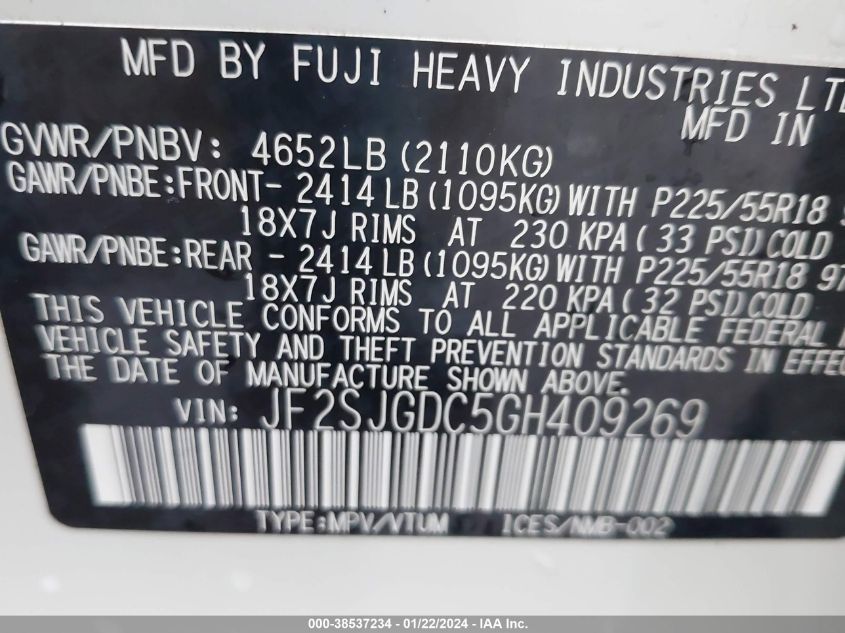 MFD BY FUJI HEAVY INDUSTRIES LTD
MFD IN
GVWR/PNBV: 4652LB (2110KG)
GAWR/PNBE:FRONT- 2414 LB (1095KG) WITH P225/55R18
18X7J RIMS AT 230 KPA ( 33 PSI) COLD
GAWR/PNBE:REAR - 2414 LB (1095KG) WITH P225/55R18 97
18X7J RIMS AT 220 KPA ( 32 PSI) COLD
THIS VEHICLE CONFORMS TO ALL APPLICABLE FEDERAL
VEHICLE SAFETY AND THEFT PREVENTION STANDARDS IN EFFEC
THE DATE OF MANUFACTURE SHOWN ABOVE.
VIN: JF2SJGDC5GH409269
TYPE:MPV/VTUM ICES/NMB-002
000-38537234 - 01/22/2024 - IAA Inc.